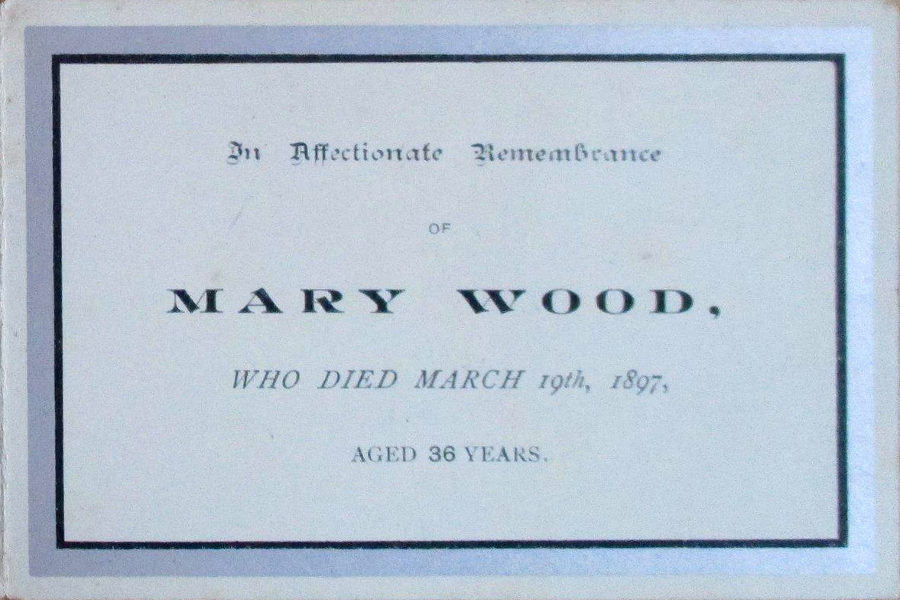 In Affectionate Remembrance
OF
MARY WOOD,
WHO DIED MARCH 19th, 1897,
AGED 36 YEARS.